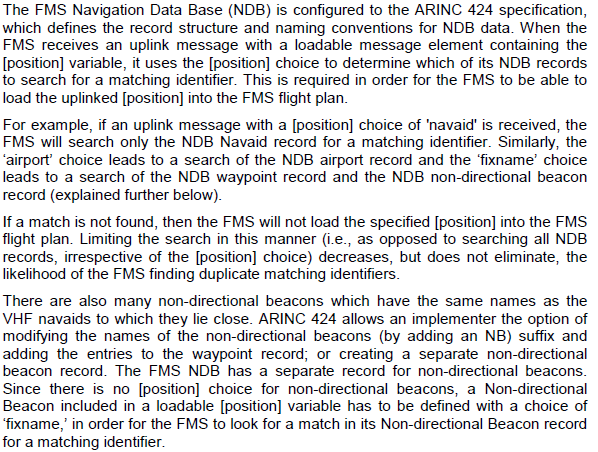 The FMS Navigation Data Base (NDB) is configured to the ARINC 424 specification,
which defines the record structure and naming conventions for NDB data. When the
FMS receives an uplink message with a loadable message element containing the
[position] variable, it uses the [position] choice to determine which of its NDB records
to search for a matching identifier. This is required in order for the FMS to be able to
load the uplinked [position] into the FMS flight plan.
For example, if an uplink message with a [position] choice of 'navaid' is received, the
FMS will search only the NDB Navaid record for a matching identifier. Similarly, the
‘airport’ choice leads to a search of the NDB airport record and the ‘fixname’ choice
leads to a search of the NDB waypoint record and the NDB non-directional beacon
record (explained further below).
If a match is not found, then the FMS will not load the specified [position] into the FMS
flight plan. Limiting the search in this manner (i.e., as opposed to searching all NDB
records, irrespective of the [position] choice) decreases, but does not eliminate, the
likelihood of the FMS finding duplicate matching identifiers.
There are also many non-directional beacons which have the same names as the
VHF navaids to which they lie close. ARINC 424 allows an implementer the option of
modifying the names of the non-directional beacons (by adding an NB) suffix and
adding the entries to the waypoint record; or creating a separate non-directional
beacon record. The FMS NDB has a separate record for non-directional beacons.
Since there is no [position] choice for non-directional beacons, a Non-directional
Beacon included in a loadable [position] variable has to be defined with a choice of
‘fixname,’ in order for the FMS to look for a match in its Non-directional Beacon record
for a matching identifier.